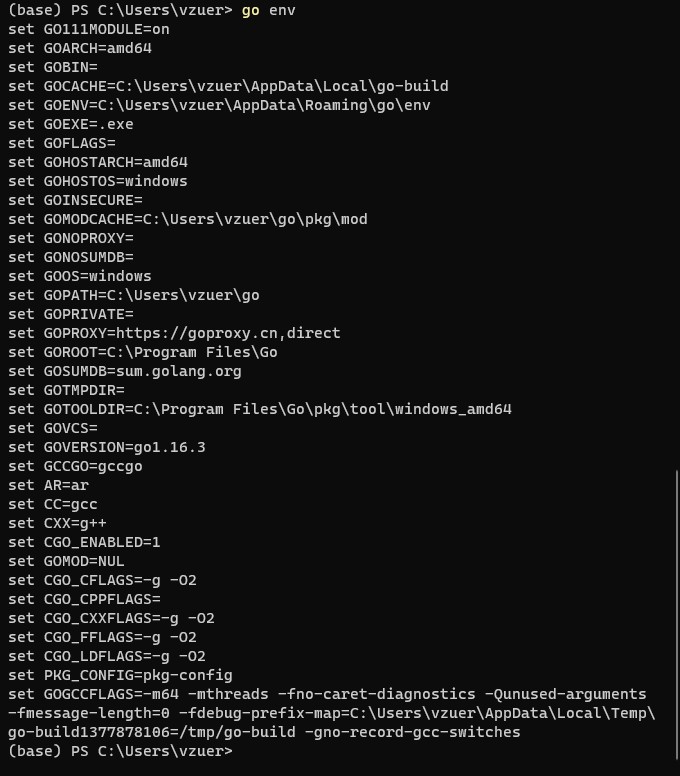 (base) PS C:\Users\vzuer> go env
set GO111MODULE=on
set GOARCH=amd64
set GOBIN=
set GOCACHE=C:\Users\vzuer\AppData\Local\go-build
set GOENV=C:\Users\vzuer\AppData\Roaming\go\env
set GOEXE=.exe
set GOFLAGS=
set GOHOSTARCH=amd64
set GOHOSTOS=windows
set GOINSECURE=
set GOMODCACHE=C:\Users\vzuer\go\pkg\mod
set GONOPROXY=
set GONOSUMDB=
set GOOS=windows
set GOPATH=C:\Users\vzuer\go
set GOPRIVATE=
set GOPROXY=https://goproxy.cn,direct
set GOROOT=C:\Program Files\Go
set GOSUMDB=sum.golang.org
set GOTMPDIR=
set GOTOOLDIR=C:\Program Files\Go\pkg\tool\windows_amd64
set GOVCS=
set GOVERSION=go1.16.3
set GCCGO=gccgo
set AR=ar
set CC=gcc
set CXX=g++
set CGO_ENABLED=1
set GOMOD=NUL
set CGO_CFLAGS=-g -O2
set CGO_CPPFLAGS=
set CGO_CXXFLAGS=-g -O2
set CGO_FFLAGS=-g -O2
set CGO_LDFLAGS=-g -O2
set PKG_CONFIG=pkg-config
set GOGCCFLAGS=-m64 -mthreads -fno-caret-diagnostics -Qunused-arguments
-fmessage-length=0 -fdebug-prefix-map=C:\Users\vzuer\AppData\Local\Temp\
go-build1377878106=/tmp/go-build -gno-record-gcc-switches
(base) PS C:\Users\vzuer>